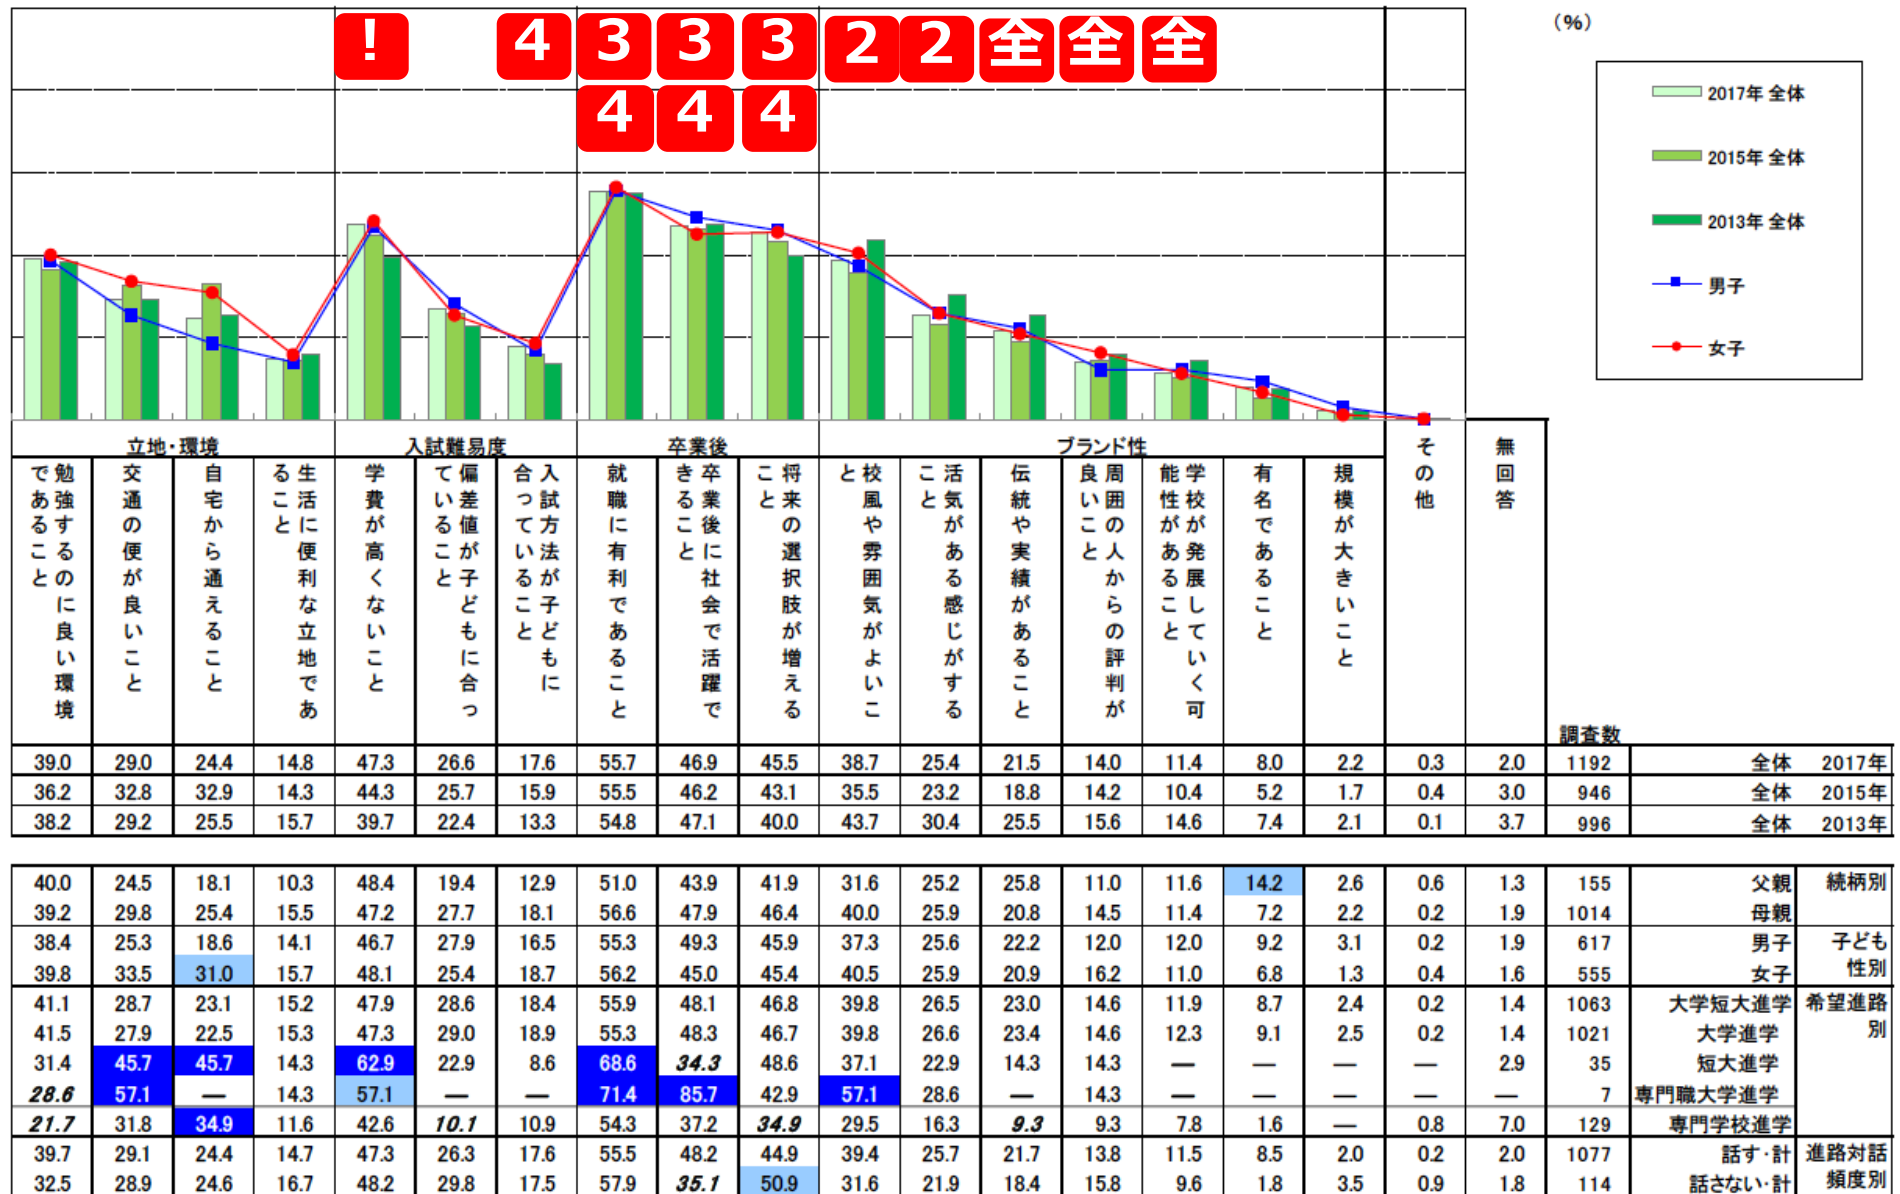 ! 4 3 3 3 2 2 全 全 全
4 4 4
(%)
2017年 全体
2015年 全体
2013年 全体
男子
女子
立地・環境 入試難易度 卒業後 ブランド性
勉強するのに良い環境であること
交通の便が良いこと
自宅から通えること
生活に便利な立地であること
学費が高くないこと
偏差値が子どもに合っていること
入試方法が子どもに合っていること
就職に有利であること
卒業後に社会で活躍できること
将来の選択肢が増えること
校風や雰囲気がよいこと
活気がある感じがすること
伝統や実績があること
周囲の人からの評判が良いこと
学校が発展していく可能性があること
有名であること
規模が大きいこと
その他
無回答
調査数
39.0 29.0 24.4 14.8 47.3 26.6 17.6 55.7 46.9 45.5 38.7 25.4 21.5 14.0 11.4 8.0 2.2 0.3 2.0 1192 全体 2017年
36.2 32.8 32.9 14.3 44.3 25.7 15.9 55.5 46.2 43.1 35.5 23.2 18.8 14.2 10.4 5.2 1.7 0.4 3.0 946 全体 2015年
38.2 29.2 25.5 15.7 39.7 22.4 13.3 54.8 47.1 40.0 43.7 30.4 25.5 15.6 14.6 7.4 2.1 0.1 3.7 996 全体 2013年
40.0 24.5 18.1 10.3 48.4 19.4 12.9 51.0 43.9 41.9 31.6 25.2 25.8 11.0 11.6 14.2 2.6 0.6 1.3 155 父親 続柄別
39.2 29.8 25.4 15.5 47.2 27.7 18.1 56.6 47.9 46.4 40.0 25.9 20.8 14.5 11.4 7.2 2.2 0.2 1.9 1014 母親
38.4 25.3 18.6 14.1 46.7 27.9 16.5 55.3 49.3 45.9 37.3 25.6 22.2 12.0 12.0 9.2 3.1 0.2 1.9 617 男子 子ども
39.8 33.5 31.0 15.7 48.1 25.4 18.7 56.2 45.0 45.4 40.5 25.9 20.9 16.2 11.0 6.8 1.3 0.4 1.6 555 女子 性別
41.1 28.7 23.1 15.2 47.9 28.6 18.4 55.9 48.1 46.8 39.8 26.5 23.0 14.6 11.9 8.7 2.4 0.2 1.4 1063 大学短大進学 希望進路
41.5 27.9 22.5 15.3 47.3 29.0 18.9 55.3 48.3 46.7 39.8 26.6 23.4 14.6 12.3 9.1 2.5 0.2 1.4 1021 大学進学 別
31.4 45.7 45.7 14.3 62.9 22.9 8.6 68.6 34.3 48.6 37.1 22.9 14.3 14.3 — — — — 2.9 35 短大進学
28.6 57.1 — 14.3 57.1 — — 71.4 85.7 42.9 57.1 28.6 — 14.3 — — — — — 7 専門職大学進学
21.7 31.8 34.9 11.6 42.6 10.1 10.9 54.3 37.2 34.9 29.5 16.3 9.3 9.3 7.8 1.6 — 0.8 7.0 129 専門学校進学
39.7 29.1 24.4 14.7 47.3 26.3 17.6 55.5 48.2 44.9 39.4 25.7 21.7 13.8 11.5 8.5 2.0 0.2 2.0 1077 話す・計 進路対話
32.5 28.9 24.6 16.7 48.2 29.8 17.5 57.9 35.1 50.9 31.6 21.9 18.4 15.8 9.6 1.8 3.5 0.9 1.8 114 話さない・計 頻度別